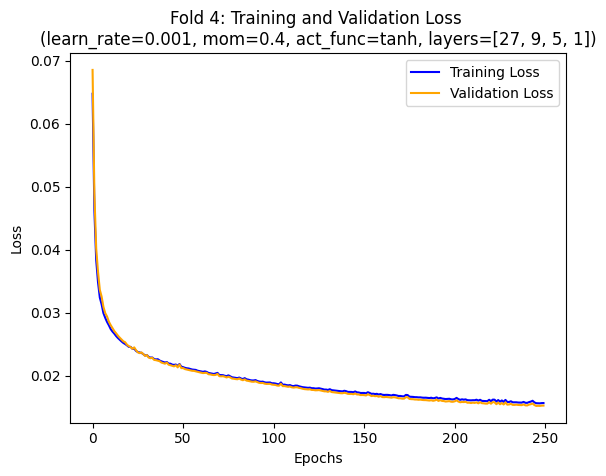 Fold 4: Training and Validation Loss
(learn_rate=0.001, mom=0.4, act_func=tanh, layers=[27, 9, 5, 1])
Training Loss
Validation Loss
Loss
0.07
0.06
0.05
0.04
0.03
0.02
0
50
100
150
200
250
Epochs